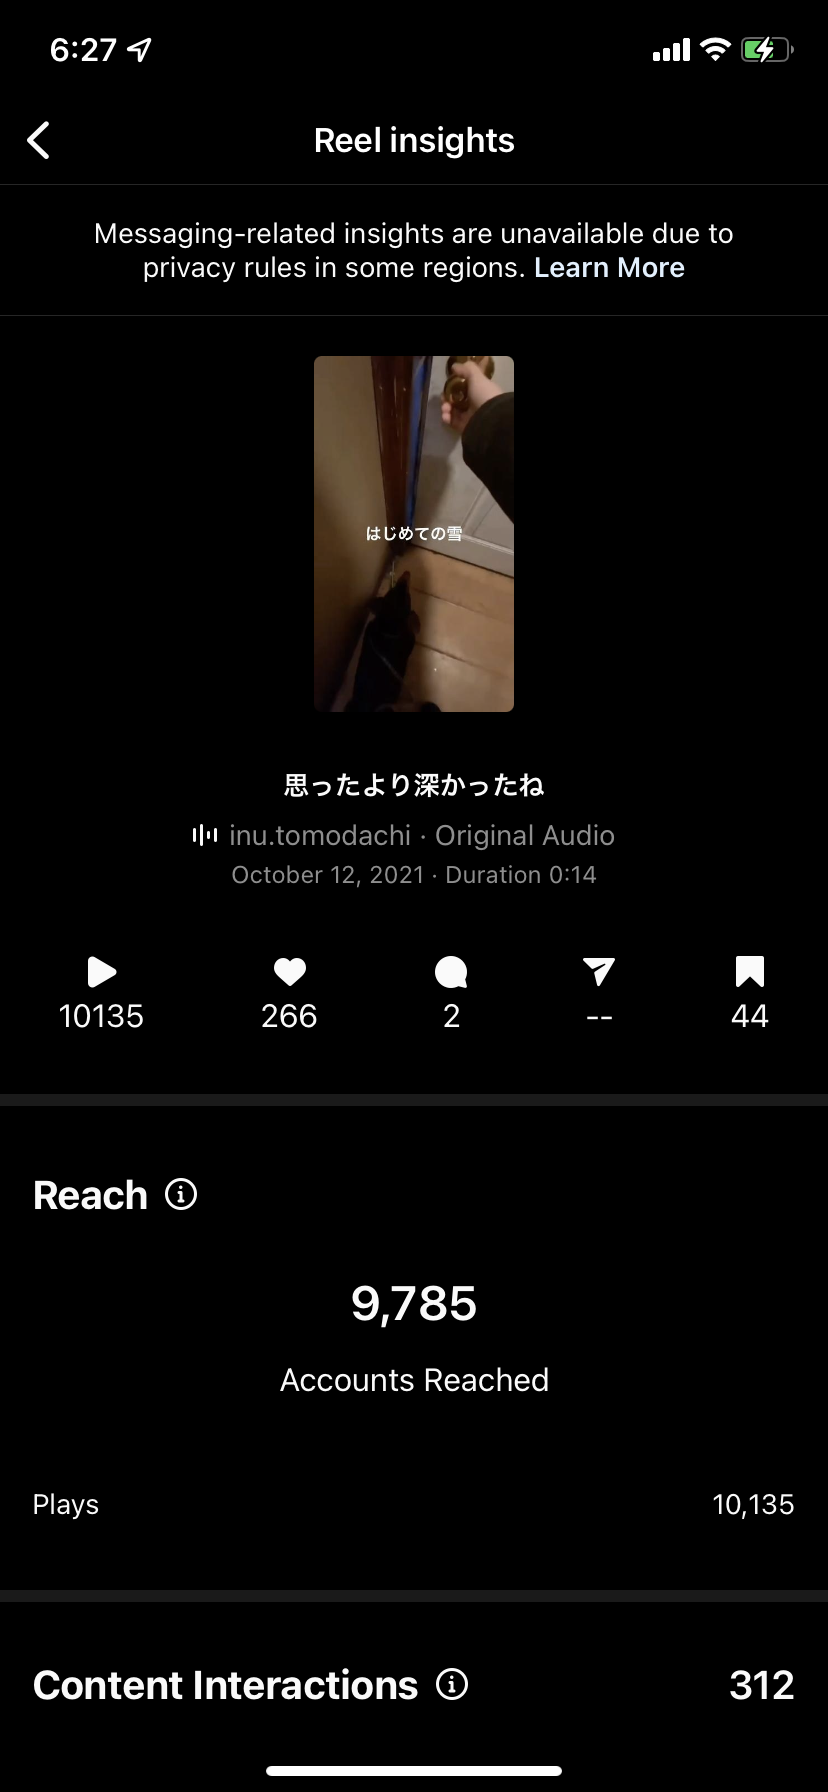 6:27
Reel insights
Messaging-related insights are unavailable due to
privacy rules in some regions. Learn More
はじめての雪
思ったより深かったね
inu.tomodachi · Original Audio
October 12, 2021 · Duration 0:14
10135 266 2 -- 44
Reach
9,785
Accounts Reached
Plays 10,135
Content Interactions 312